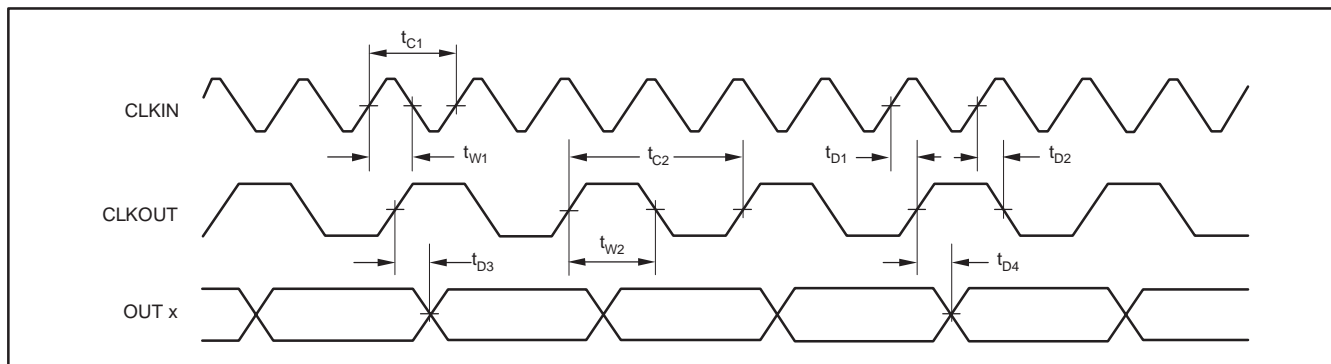 tC1
CLKIN
tW1
tC2
tD1
tD2
CLKOUT
tW2
tD3
tD4
OUT x